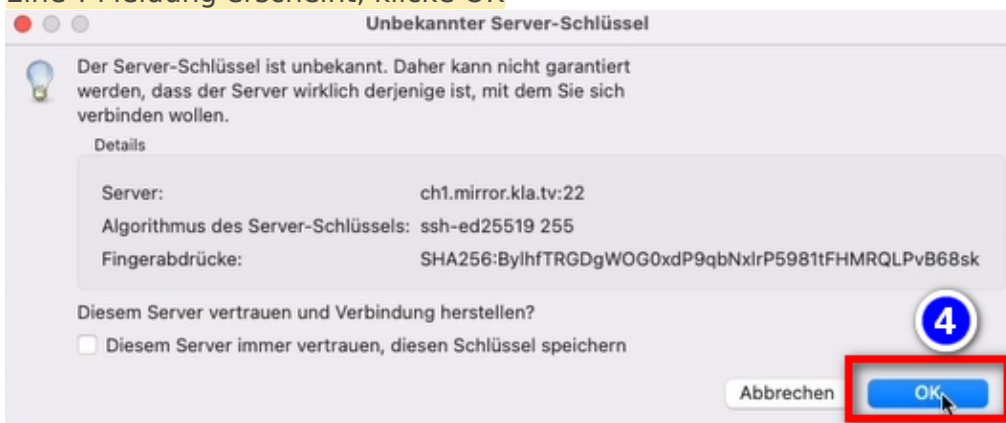 Unbekannter Server-Schlüssel
Der Server-Schlüssel ist unbekannt. Daher kann nicht garantiert
werden, dass der Server wirklich derjenige ist, mit dem Sie sich
verbinden wollen.
Details
Server: ch1.mirror.kla.tv:22
Algorithmus des Server-Schlüssels: ssh-ed25519 255
Fingerabdrücke: SHA256:BylhfTRGDgWOG0xdP9qbNxlrP5981tFHMRQLPvB68sk
Diesem Server vertrauen und Verbindung herstellen?
4
Diesem Server immer vertrauen, diesen Schlüssel speichern
Abbrechen OK